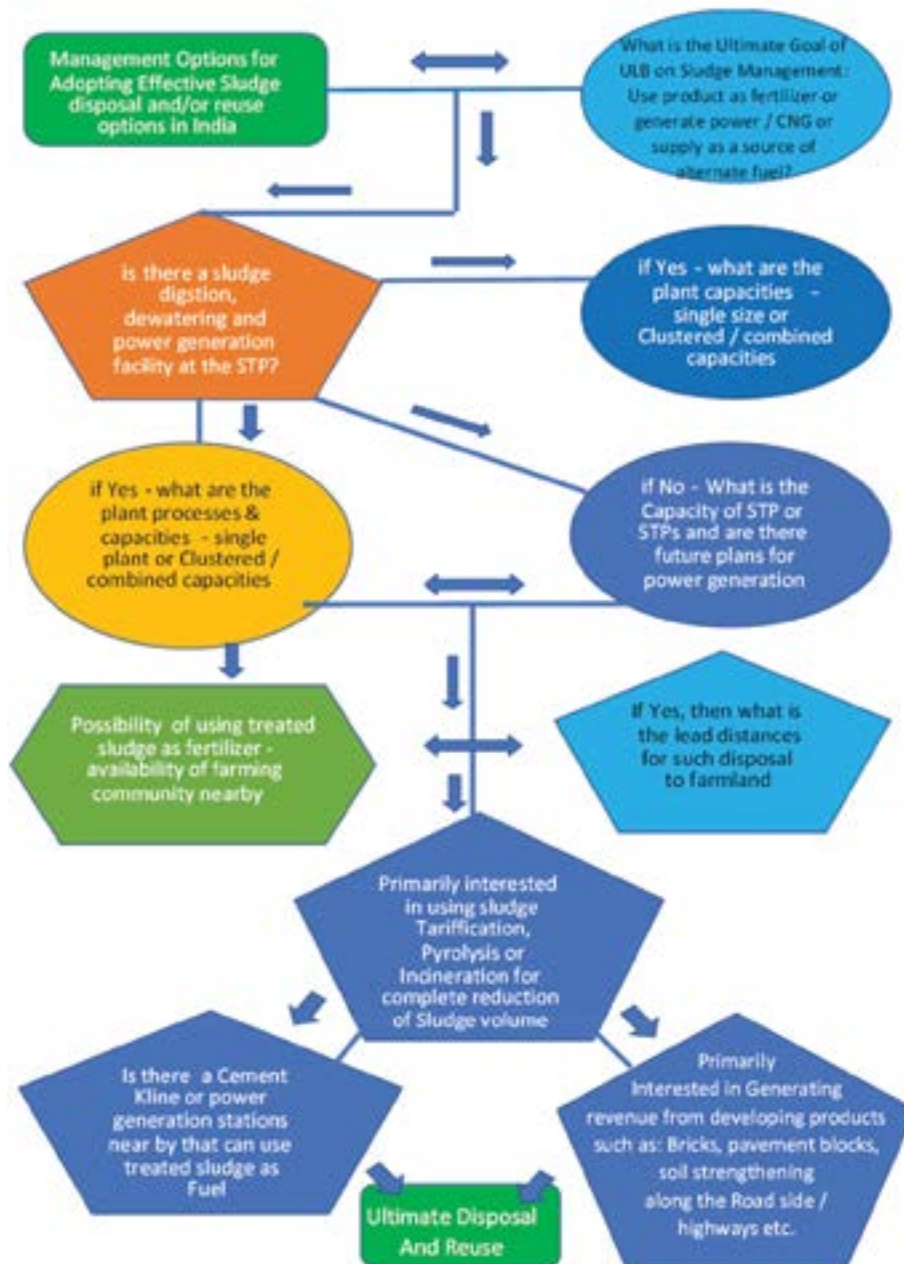 Management Options for
Adopting Effective Sludge
disposal and/or reuse
options in India
What is the Ultimate Goal of
ULB on Sludge Management:
Use product as fertilizer or
generate power / CNG or
supply as a source of
alternate fuel?
Is there a sludge
digstion,
dewatering and
power generation
facility at the STP?
if Yes - what are the
plant capacities -
single size or
Clustered / combined
capacities
if Yes - what are the
plant processes &
capacities - single
plant or Clustered /
combined capacities
if No - What is the
Capacity of STP or
STPs and are there
future plans for
power generation
Possibility of using treated
sludge as fertilizer -
availability of farming
community nearby
If Yes, then what is
the lead distances
for such disposal
to farmland
Primarily interested
in using sludge
Tariffication,
Pyrolysis or
Incineration for
complete reduction
of Sludge volume
Is there a Cement
Kline or power
generation stations
near by that can use
treated sludge as
Fuel
Primarily
Interested in Generating
revenue from developing products
such as: Bricks, pavement blocks,
soil strengthening
along the Road side /
highways etc.
Ultimate Disposal
And Reuse